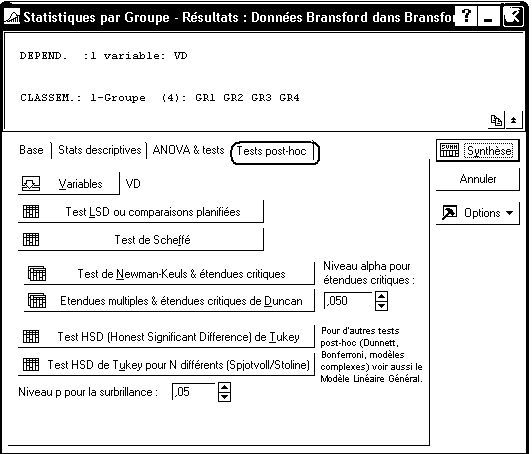 Statistiques par Groupe - Résultats : Données Bransford dans Bransfor
DEPEND. :1 variable: VD
CLASSEM.: 1-Groupe (4): GR1 GR2 GR3 GR4
Base Stats descriptives ANOVA & tests Tests post-hoc
Synthèse
Annuler
Options
Variables VD
Test LSD ou comparaisons planifiées
Test de Scheffé
Test de Newman-Keuls & étendues critiques
Etendues multiples & étendues critiques de Duncan
Niveau alpha pour
étendues critiques :
,050
Test HSD (Honest Significant Difference) de Tukey
Test HSD de Tukey pour N différents (Spjotvoll/Stoline)
Pour d'autres tests
post-hoc (Dunnett,
Bonferroni, modèles
complexes) voir aussi le
Modèle Linéaire Général.
Niveau p pour la surbrillance : ,05